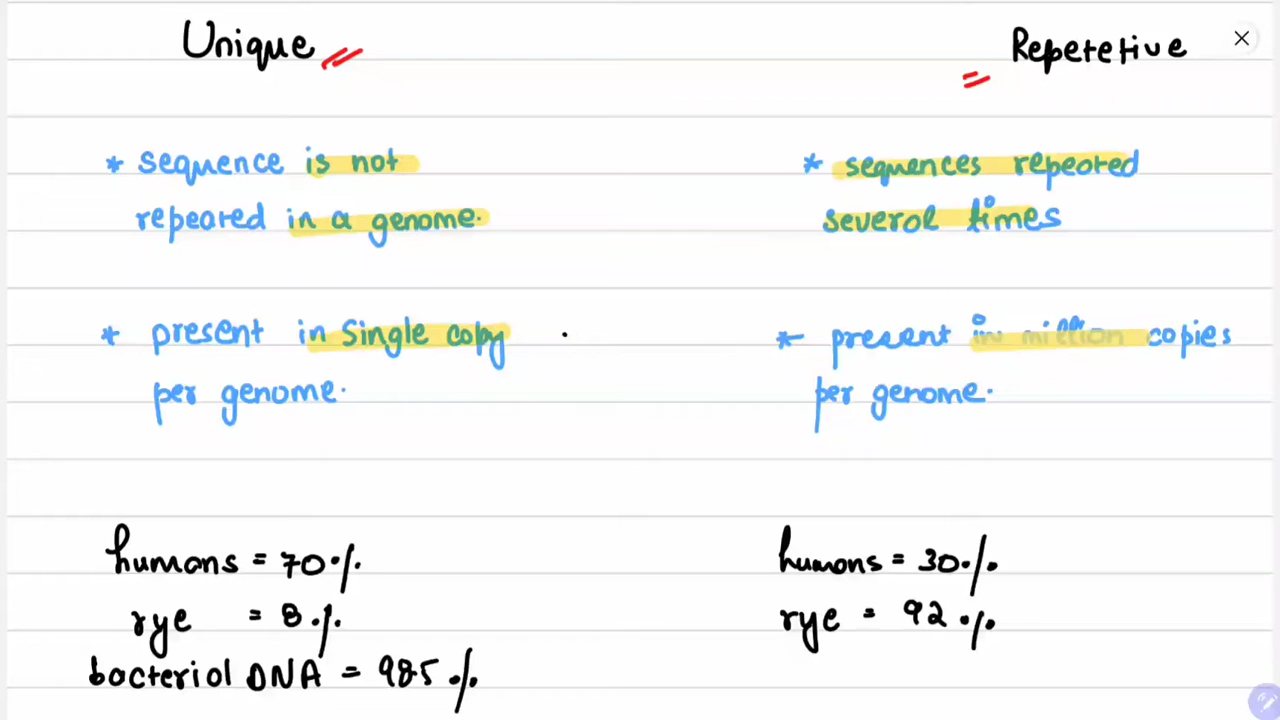 Unique
Repetetive
* sequence is not
repeated in a genome.
* sequences repeated
several times
* present in single copy
per genome.
* present in million copies
per genome.
humans = 70%
rye = 8%
bacterial DNA = 98.5%
humans = 30%
rye = 92%